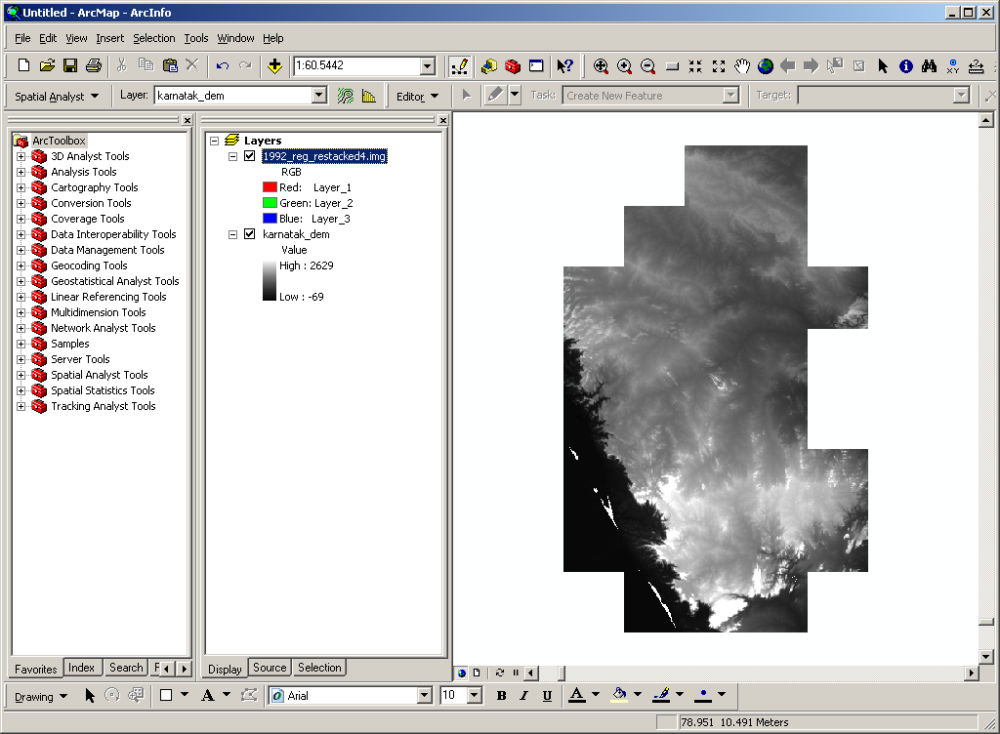 Untitled - ArcMap - ArcInfo
File Edit View Insert Selection Tools Window Help
1:60.5442
Spatial Analyst Layer: karnatak_dem Editor Task: Create New Feature Target:
ArcToolbox
3D Analyst Tools
Analysis Tools
Cartography Tools
Conversion Tools
Coverage Tools
Data Interoperability Tools
Data Management Tools
Geocoding Tools
Geostatistical Analyst Tools
Linear Referencing Tools
Multidimension Tools
Network Analyst Tools
Samples
Server Tools
Spatial Analyst Tools
Spatial Statistics Tools
Tracking Analyst Tools
Favorites Index Search
Layers
1992_reg_restacked4.img
RGB
Red: Layer_1
Green: Layer_2
Blue: Layer_3
karnatak_dem
Value
High : 2629
Low : -69
Display Source Selection
Drawing A Arial 10 B I U A
78.951 10.491 Meters